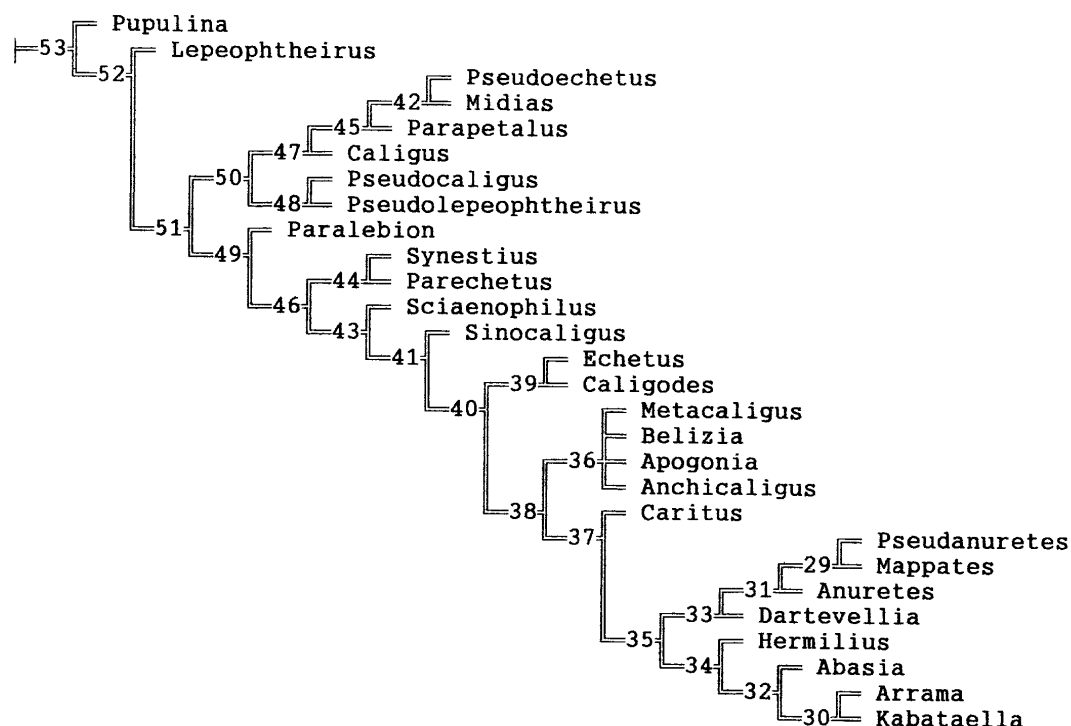 Pupulina
53
Lepeophtheirus
52
Pseudoechetus
42
Midias
45
Parapetalus
47
Caligus
50
Pseudocaligus
48
Pseudolepeophtheirus
51
Paralebion
49
Synestius
44
Parechetus
46
Sciaenophilus
43
Sinocaligus
41
Echetus
39
Caligodes
40
Metacaligus
Belizia
36
Apogonia
Anchicaligus
38
Caritus
37
Pseudanuretes
29
Mappates
31
Anuretes
33
Dartevellia
35
Hermilius
34
Abasia
32
Arrama
30
Kabataella